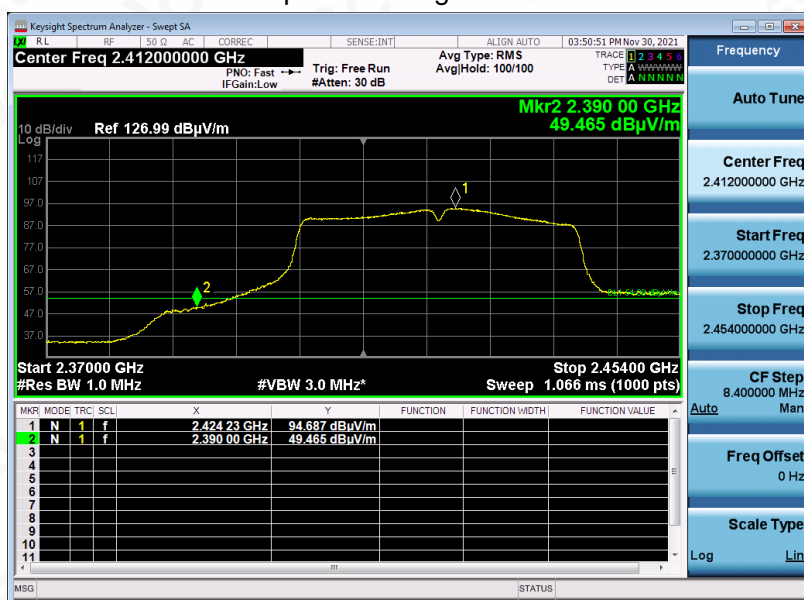 Keysight Spectrum Analyzer - Swept SA
LXI RL RF 50 Ω AC CORREC SENSE:INT ALIGN AUTO 03:50:51 PM Nov 30, 2021
Center Freq 2.412000000 GHz
PNO: Fast
IFGain:Low
Trig: Free Run
#Atten: 30 dB
Avg Type: RMS
Avg|Hold: 100/100
TRACE 1 2 3 4 5 6
TYPE A WWWWW
DET A N N N N N
Mkr2 2.390 00 GHz
49.465 dBµV/m
10 dB/div Ref 126.99 dBµV/m
Log
117
107
97.0
87.0
77.0
67.0
57.0
47.0
37.0
1
2
Start 2.37000 GHz Stop 2.45400 GHz
#Res BW 1.0 MHz #VBW 3.0 MHz* Sweep 1.066 ms (1000 pts)
MKR MODE TRC SCL X Y FUNCTION FUNCTION WIDTH FUNCTION VALUE
1 N 1 f 2.424 23 GHz 94.687 dBµV/m
2 N 1 f 2.390 00 GHz 49.465 dBµV/m
3
4
5
6
7
8
9
10
11
MSG STATUS
Frequency
Auto Tune
Center Freq
2.412000000 GHz
Start Freq
2.370000000 GHz
Stop Freq
2.454000000 GHz
CF Step
8.400000 MHz
Auto Man
Freq Offset
0 Hz
Scale Type
Log Lin